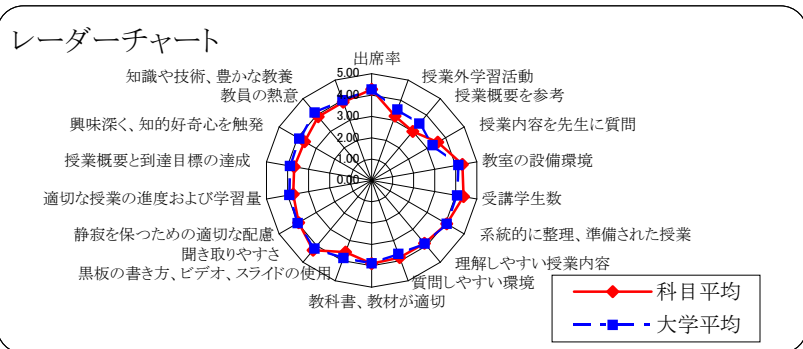 レーダーチャート
出席率
授業外学習活動
授業概要を参考
授業内容を先生に質問
教室の設備環境
受講学生数
系統的に整理、準備された授業
理解しやすい授業内容
質問しやすい環境
教科書、教材が適切
黒板の書き方、ビデオ、スライドの使用
聞き取りやすさ
静寂を保つための適切な配慮
適切な授業の進度および学習量
授業概要と到達目標の達成
興味深く、知的好奇心を触発
教員の熱意
知識や技術、豊かな教養
5.00
4.00
3.00
2.00
1.00
0.00
科目平均
大学平均